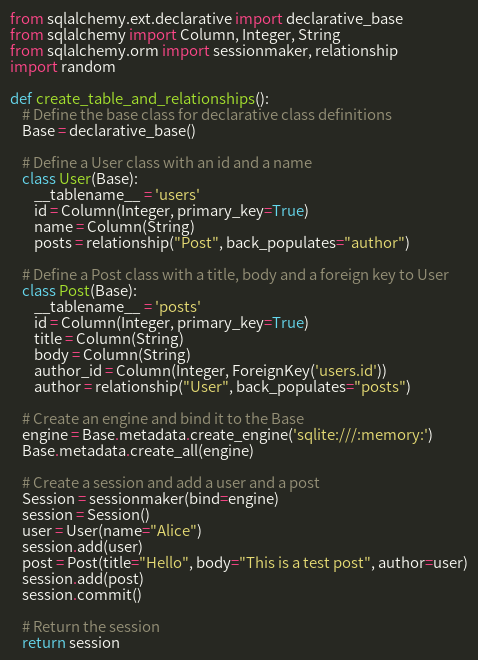 from sqlalchemy.ext.declarative import declarative_base
from sqlalchemy import Column, Integer, String
from sqlalchemy.orm import sessionmaker, relationship
import random

def create_table_and_relationships():
    # Define the base class for declarative class definitions
    Base = declarative_base()

    # Define a User class with an id and a name
    class User(Base):
        __tablename__ = 'users'
        id = Column(Integer, primary_key=True)
        name = Column(String)
        posts = relationship("Post", back_populates="author")

    # Define a Post class with a title, body and a foreign key to User
    class Post(Base):
        __tablename__ = 'posts'
        id = Column(Integer, primary_key=True)
        title = Column(String)
        body = Column(String)
        author_id = Column(Integer, ForeignKey('users.id'))
        author = relationship("User", back_populates="posts")

    # Create an engine and bind it to the Base
    engine = Base.metadata.create_engine('sqlite:///:memory:')
    Base.metadata.create_all(engine)

    # Create a session and add a user and a post
    Session = sessionmaker(bind=engine)
    session = Session()
    user = User(name="Alice")
    session.add(user)
    post = Post(title="Hello", body="This is a test post", author=user)
    session.add(post)
    session.commit()

    # Return the session
    return session